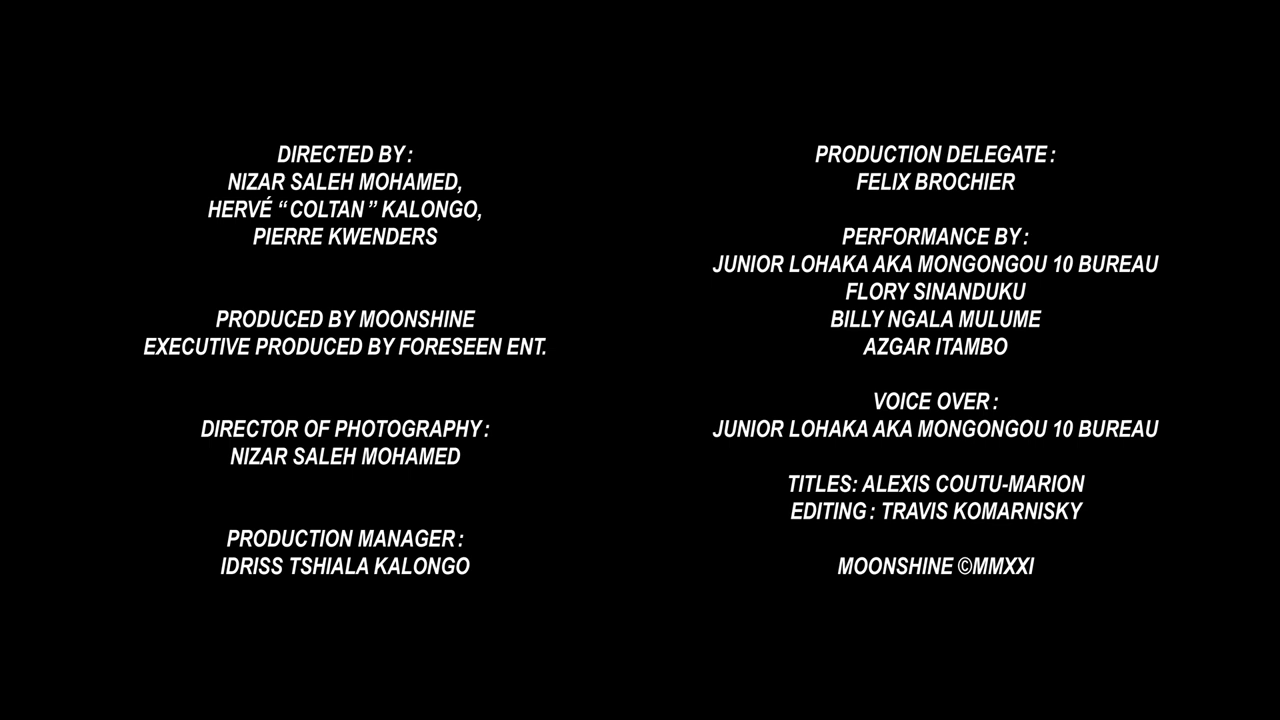 DIRECTED BY:
NIZAR SALEH MOHAMED,
HERVÉ “COLTAN” KALONGO,
PIERRE KWENDERS
PRODUCED BY MOONSHINE
EXECUTIVE PRODUCED BY FORESEEN ENT.
DIRECTOR OF PHOTOGRAPHY:
NIZAR SALEH MOHAMED
PRODUCTION MANAGER:
IDRISS TSHIALA KALONGO
PRODUCTION DELEGATE:
FELIX BROCHIER
PERFORMANCE BY:
JUNIOR LOHAKA AKA MONGONGOU 10 BUREAU
FLORY SINANDUKU
BILLY NGALA MULUME
AZGAR ITAMBO
VOICE OVER:
JUNIOR LOHAKA AKA MONGONGOU 10 BUREAU
TITLES: ALEXIS COUTU-MARION
EDITING: TRAVIS KOMARNISKY
MOONSHINE ©MMXXI